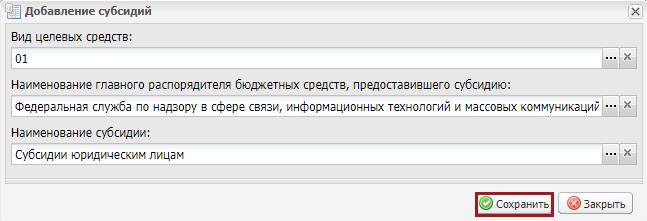 Добавление субсидий
Вид целевых средств:
01
Наименование главного распорядителя бюджетных средств, предоставившего субсидию:
Федеральная служба по надзору в сфере связи, информационных технологий и массовых коммуникаций
Наименование субсидии:
Субсидии юридическим лицам
Сохранить Закрыть